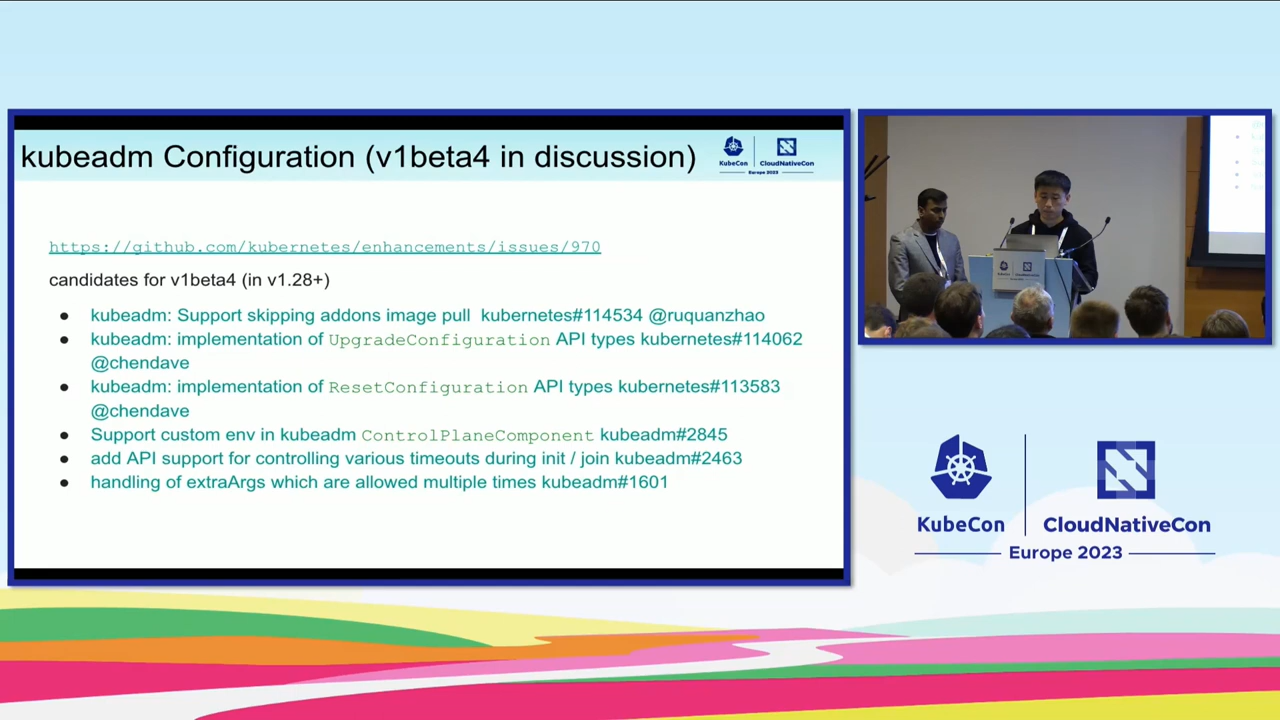 kubeadm Configuration (v1beta4 in discussion)
KubeCon
CloudNativeCon
Europe 2023
https://github.com/kubernetes/enhancements/issues/970
candidates for v1beta4 (in v1.28+)
● kubeadm: Support skipping addons image pull kubernetes#114534 @ruquanzhao
● kubeadm: implementation of UpgradeConfiguration API types kubernetes#114062
@chendave
● kubeadm: implementation of ResetConfiguration API types kubernetes#113583
@chendave
● Support custom env in kubeadm ControlPlaneComponent kubeadm#2845
● add API support for controlling various timeouts during init / join kubeadm#2463
● handling of extraArgs which are allowed multiple times kubeadm#1601
KubeCon
CloudNativeCon
Europe 2023